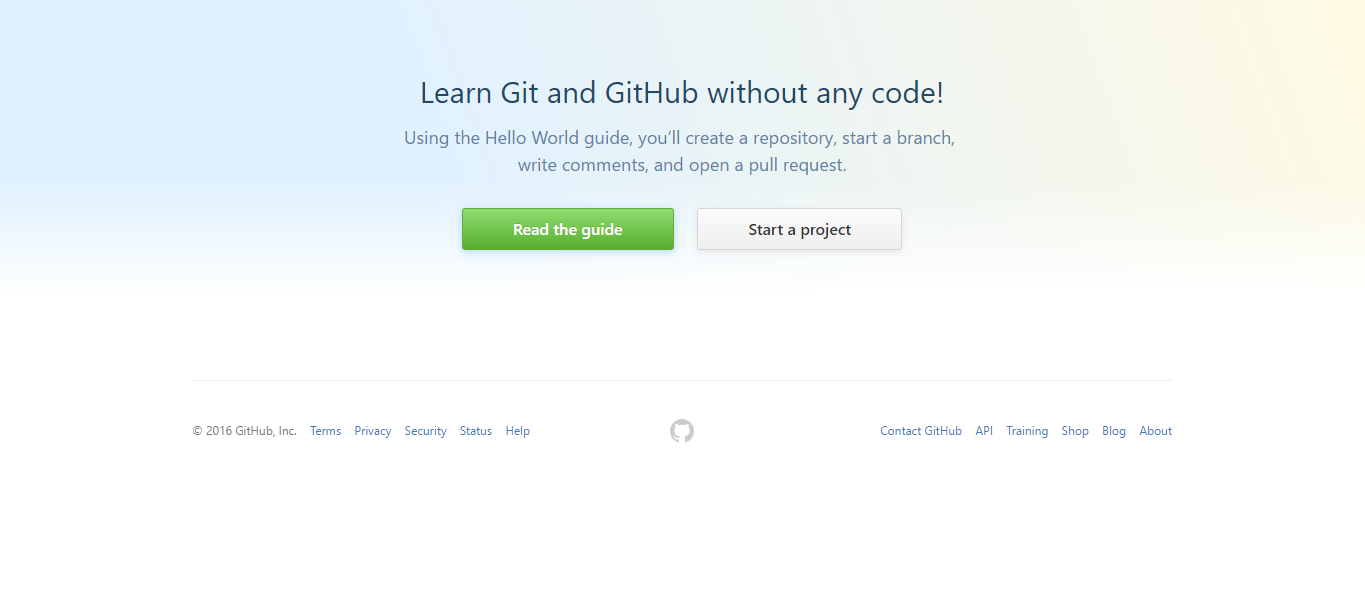 Learn Git and GitHub without any code!
Using the Hello World guide, you’ll create a repository, start a branch,
write comments, and open a pull request.
Read the guide Start a project
© 2016 GitHub, Inc. Terms Privacy Security Status Help Contact GitHub API Training Shop Blog About